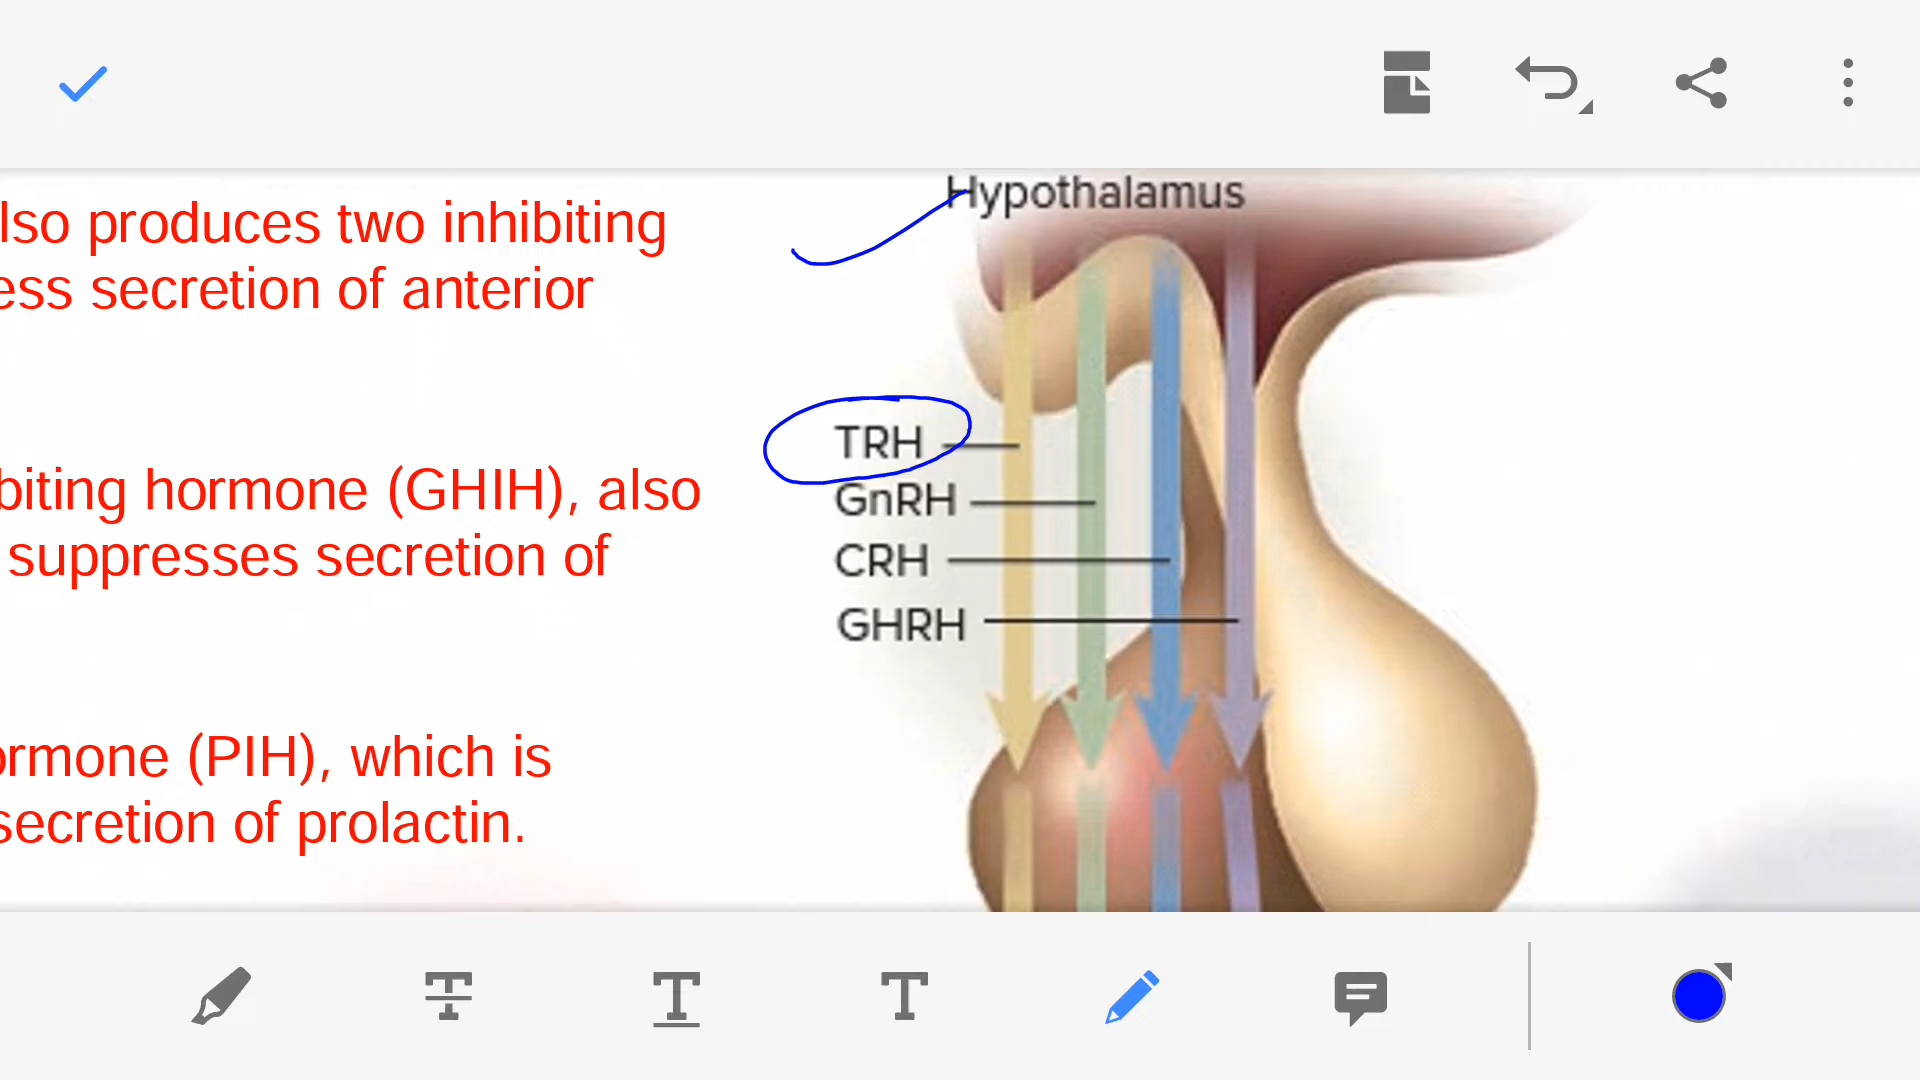 lso produces two inhibiting
ess secretion of anterior
biting hormone (GHIH), also
suppresses secretion of
ormone (PIH), which is
secretion of prolactin.
Hypothalamus
TRH
GnRH
CRH
GHRH